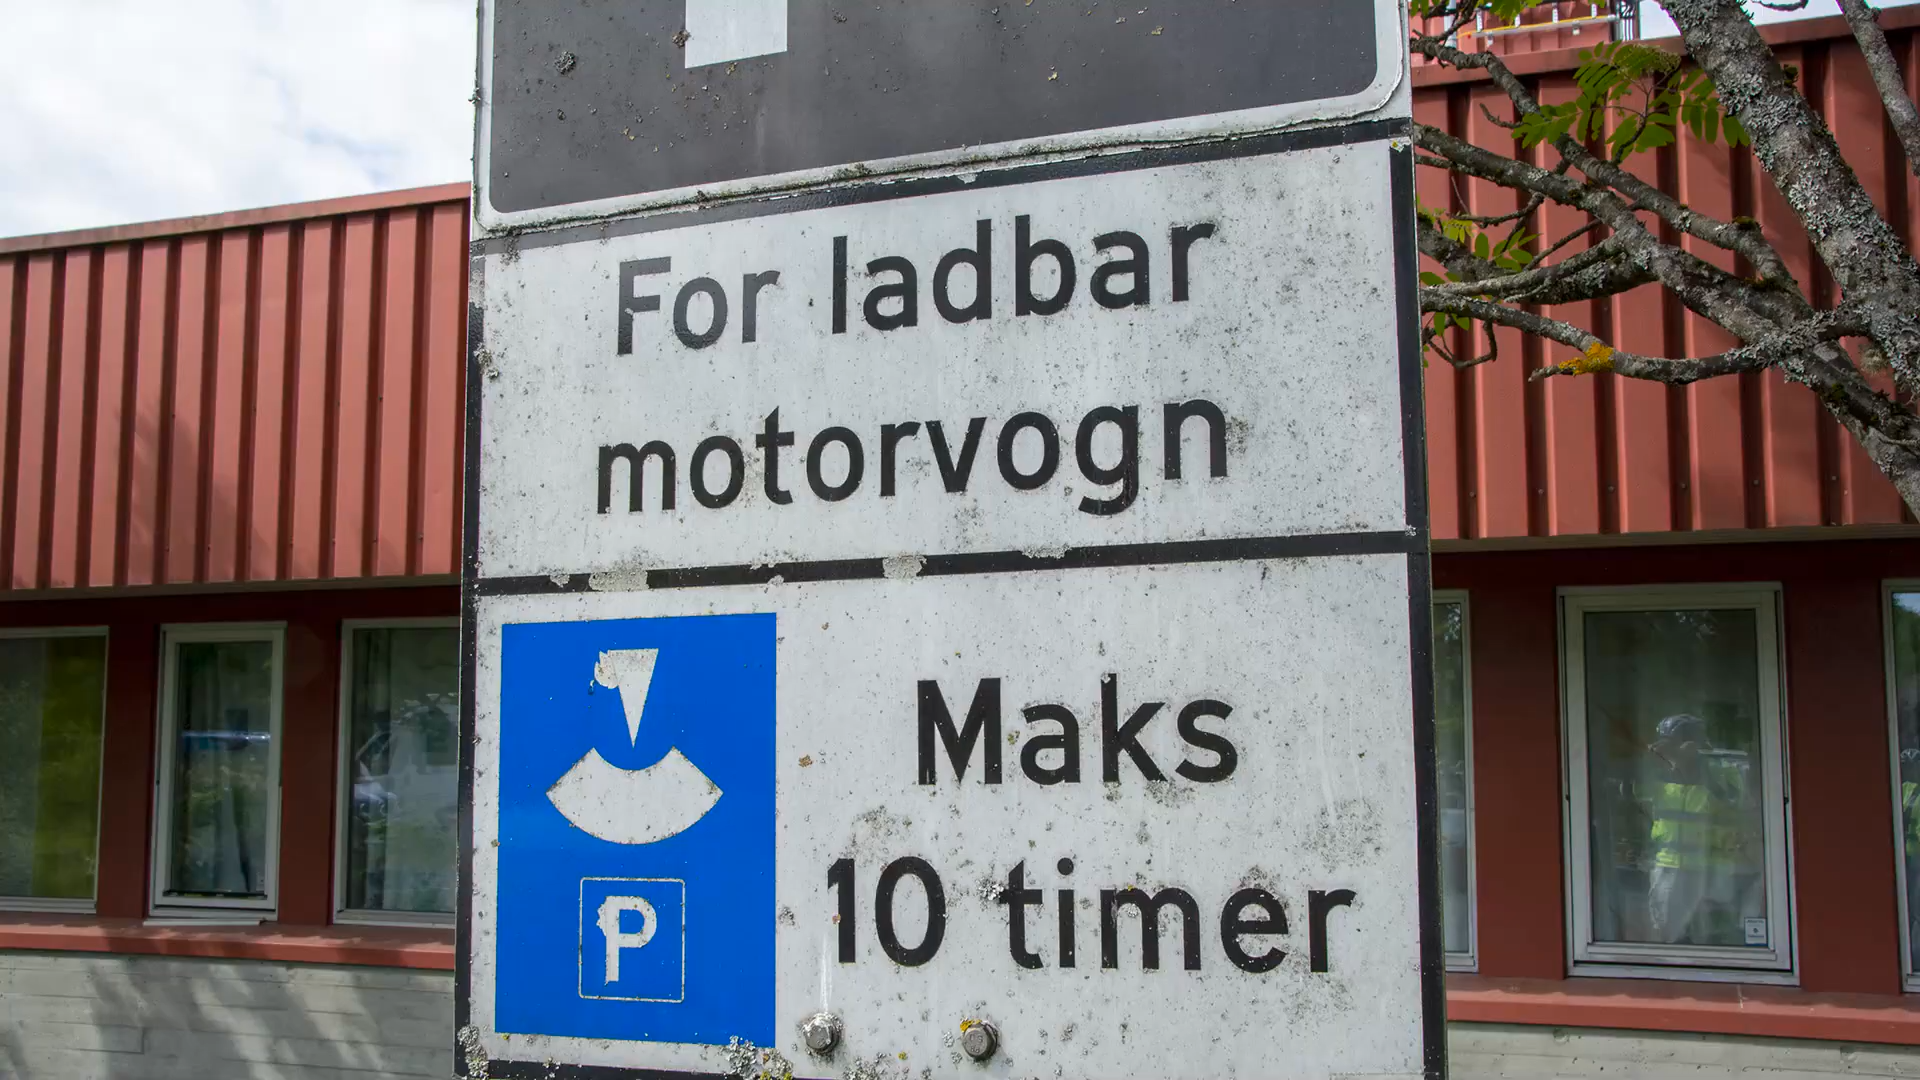 For ladbar
motorvogn
Maks
10 timer
P